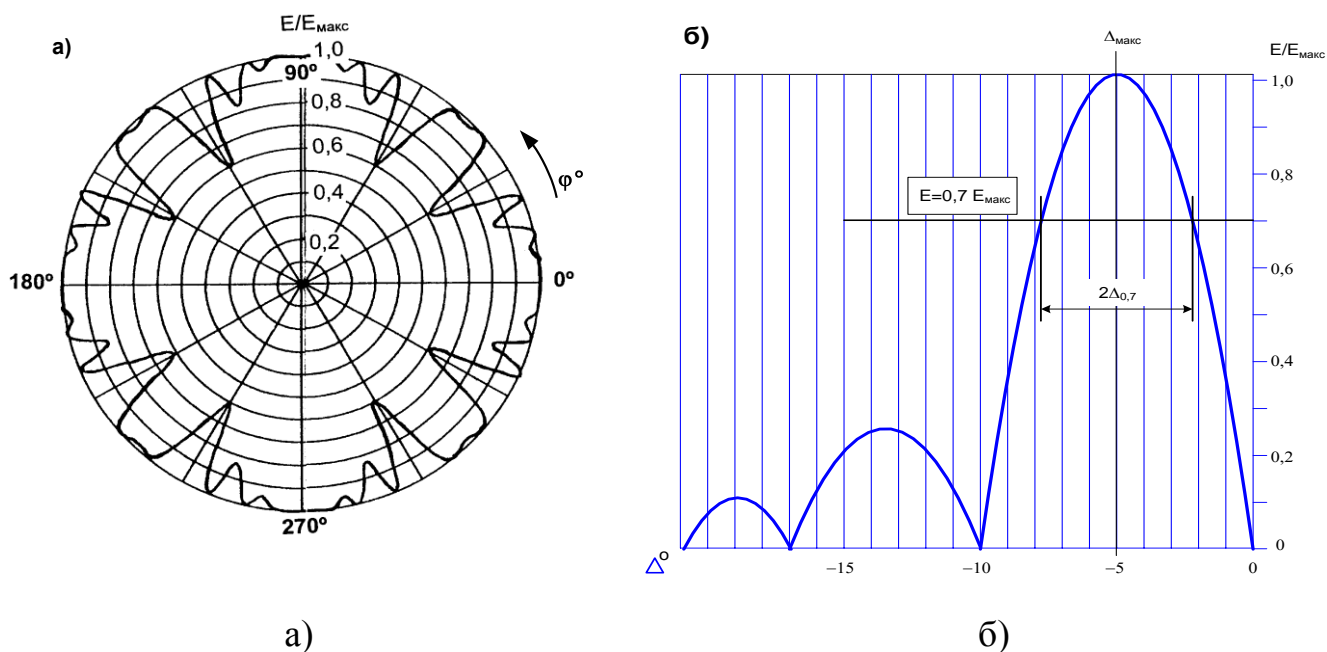 а)
E/Eмакс
1,0
90º
0,8
0,6
0,4
0,2
φ°
180º
0º
270º
б)
Δмакс
E/Eмакс
1,0
0,8
E=0,7 Eмакс
0,6
2Δ0,7
0,4
0,2
0
Δº
–15
–10
–5
0
а)
б)